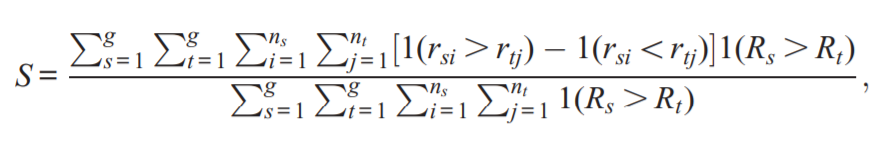 S = \frac{\sum_{s=1}^{g} \sum_{t=1}^{g} \sum_{i=1}^{n_s} \sum_{j=1}^{n_t} [1(r_{si} > r_{tj}) - 1(r_{si} < r_{tj})] 1(R_s > R_t)}{\sum_{s=1}^{g} \sum_{t=1}^{g} \sum_{i=1}^{n_s} \sum_{j=1}^{n_t} 1(R_s > R_t)},